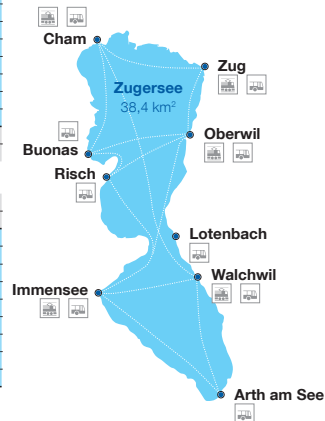 Cham
Zug
Zugersee
38,4 km²
Oberwil
Buonas
Risch
Lotenbach
Walchwil
Immensee
Arth am See